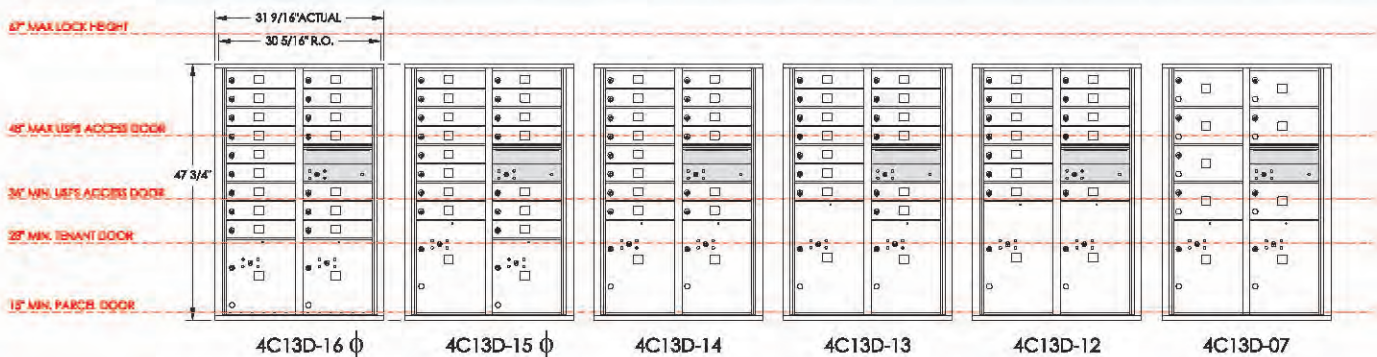 31 9/16" ACTUAL
67" MAX LOCK HEIGHT
30 5/16" R.O.
48" MAX USPS ACCESS DOOR
47 3/4"
36" MIN. USPS ACCESS DOOR
28" MIN. TENANT DOOR
15" MIN. PARCEL DOOR
4C13D-16 ϕ
4C13D-15 ϕ
4C13D-14
4C13D-13
4C13D-12
4C13D-07